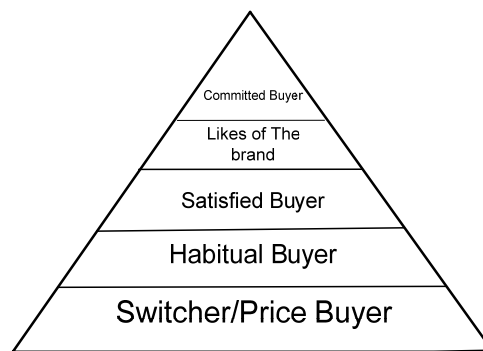 Committed Buyer
Likes of The
brand
Satisfied Buyer
Habitual Buyer
Switcher/Price Buyer